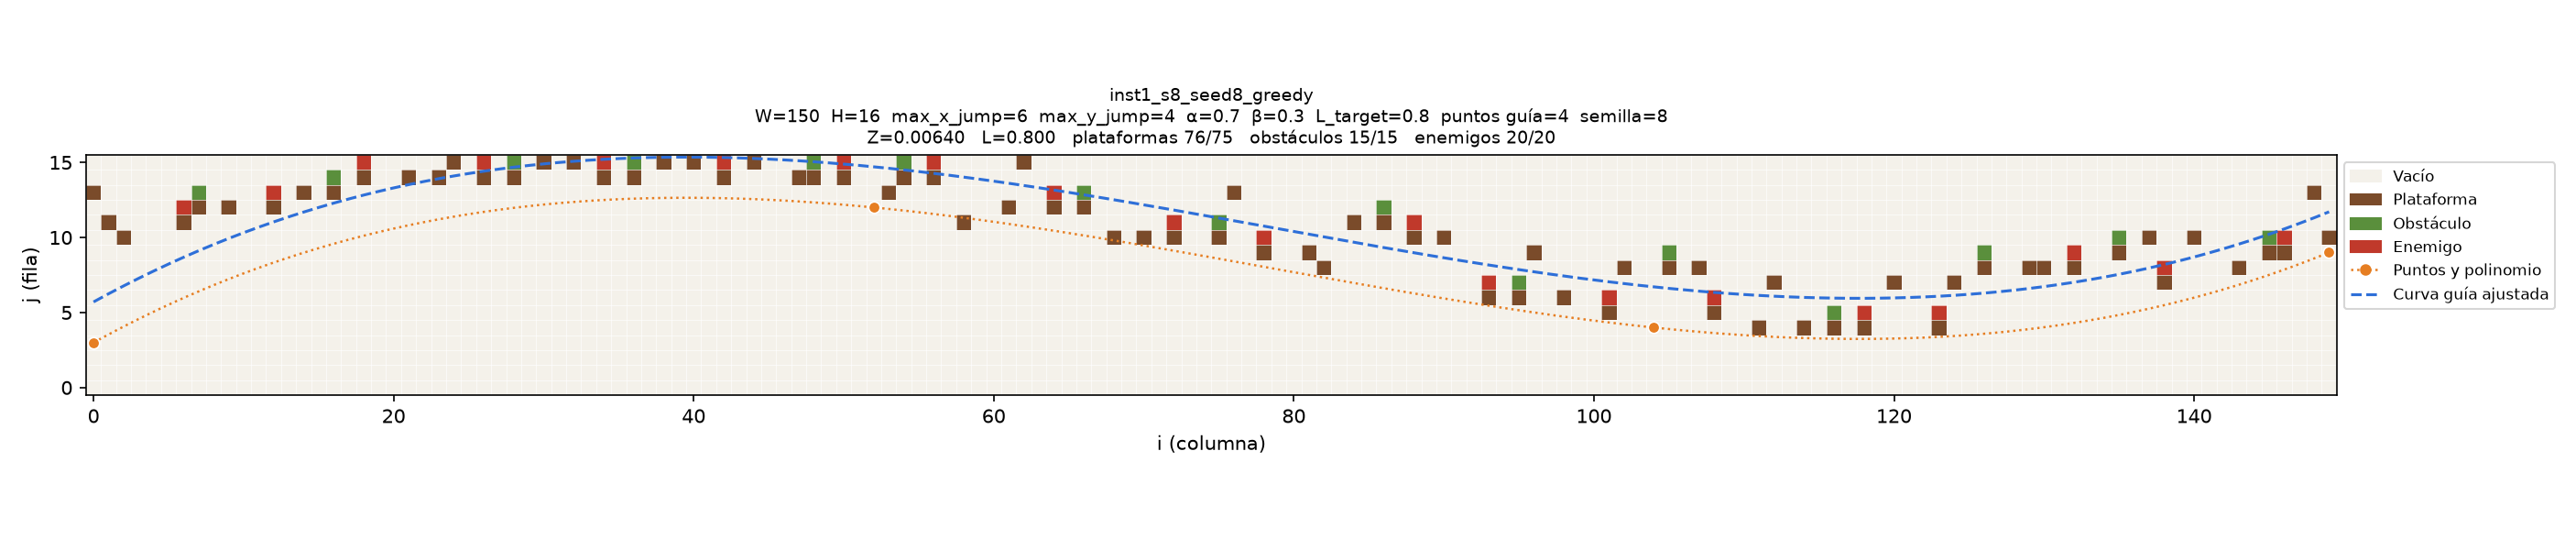 inst1_s8_seed8_greedy
W=150 H=16 max_x_jump=6 max_y_jump=4 α=0.7 β=0.3 L_target=0.8 puntos guía=4 semilla=8
Z=0.00640 L=0.800 plataformas 76/75 obstáculos 15/15 enemigos 20/20
15
10
5
0
j (fila)
0 20 40 60 80 100 120 140
i (columna)
Vacío
Plataforma
Obstáculo
Enemigo
Puntos y polinomio
Curva guía ajustada